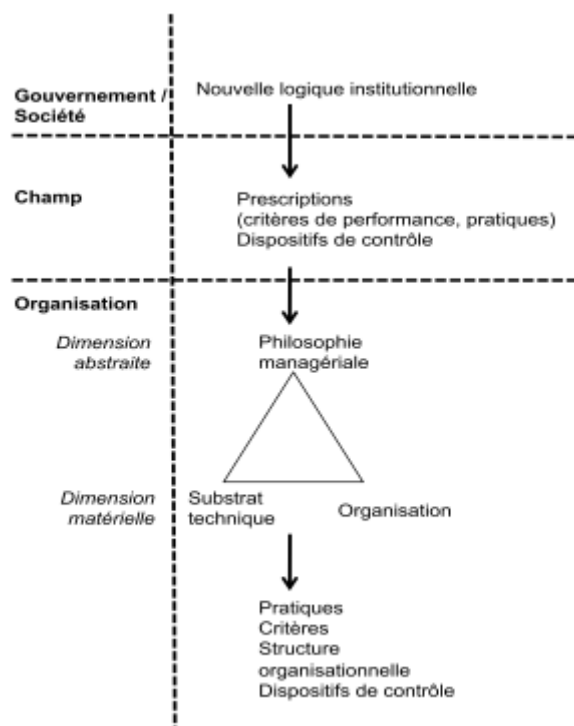 Gouvernement /
Société
Nouvelle logique institutionnelle
Champ
Prescriptions
(critères de performance, pratiques)
Dispositifs de contrôle
Organisation
Dimension
abstraite
Philosophie
managériale
Dimension
matérielle
Substrat
technique
Organisation
Pratiques
Critères
Structure
organisationnelle
Dispositifs de contrôle